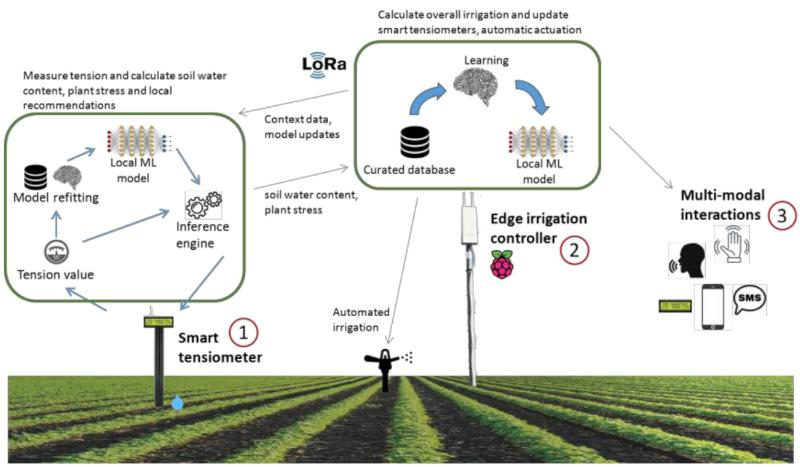 Calculate overall irrigation and update
smart tensiometers, automatic actuation
LoRa
Learning
Curated database
Local ML
model
Measure tension and calculate soil water
content, plant stress and local
recommendations
Local ML
model
Model refitting
Inference
engine
Tension value
Context data,
model updates
soil water content,
plant stress
Edge irrigation
controller
2
Multi-modal
interactions
3
SMS
Automated
irrigation
Smart
tensiometer
1